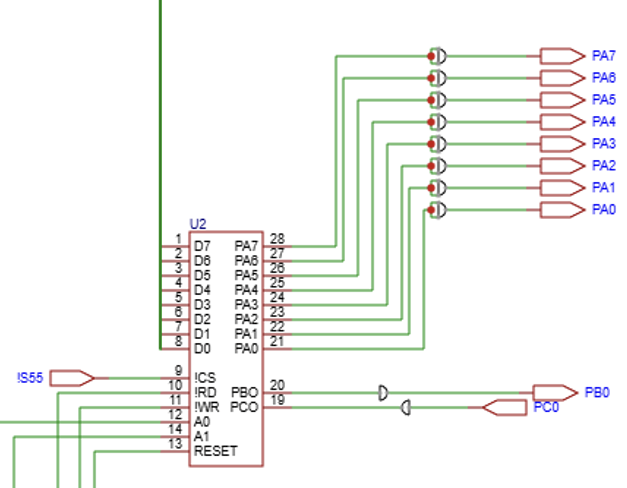 PA7
PA6
PA5
PA4
PA3
PA2
PA1
PA0
U2
1 D7 PA7 28
2 D6 PA6 27
3 D5 PA5 26
4 D4 PA4 25
5 D3 PA3 24
6 D2 PA2 23
7 D1 PA1 22
8 D0 PA0 21
!S55 9 !CS
10 !RD PBO 20 PB0
11 !WR PCO 19 PC0
12 A0
14 A1
13 RESET